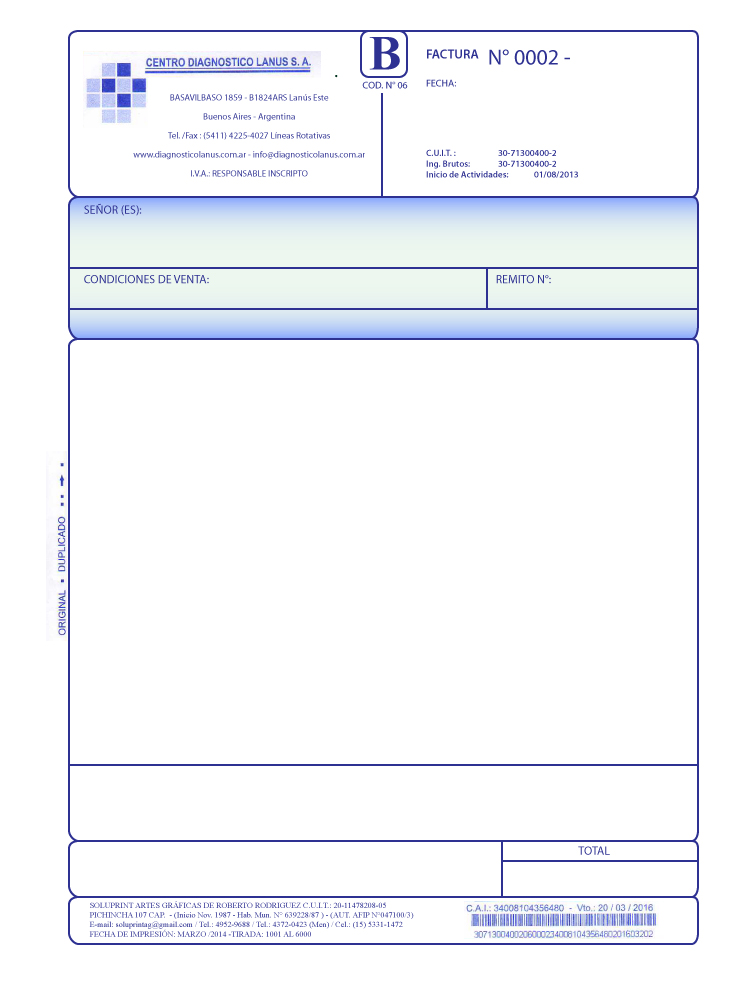 CENTRO DIAGNOSTICO LANUS S. A.
BASAVILBASO 1859 - B1824ARS Lanús Este
Buenos Aires - Argentina
Tel. /Fax : (5411) 4225-4027 Líneas Rotativas
www.diagnosticolanus.com.ar - info@diagnosticolanus.com.ar
I.V.A.: RESPONSABLE INSCRIPTO
B
COD. N° 06
FACTURA N° 0002 -
FECHA:
C.U.I.T. : 30-71300400-2
Ing. Brutos: 30-71300400-2
Inicio de Actividades: 01/08/2013
SEÑOR (ES):
CONDICIONES DE VENTA:
REMITO N°:
ORIGINAL ▪ DUPLICADO
TOTAL
SOLUPRINT ARTES GRÁFICAS DE ROBERTO RODRIGUEZ C.U.I.T.: 20-11478208-05
PICHINCHA 107 CAP. - (Inicio Nov. 1987 - Hab. Mun. N° 639228/87 ) - (AUT. AFIP N°047100/3)
E-mail: soluprintag@gmail.com / Tel.: 4952-9688 / Tel.: 4372-0423 (Men) / Cel.: (15) 5331-1472
FECHA DE IMPRESIÓN: MARZO /2014 -TIRADA: 1001 AL 6000
C.A.I.: 34008104356480 - Vto.: 20 / 03 / 2016
3071300400206000234008104356480201603202